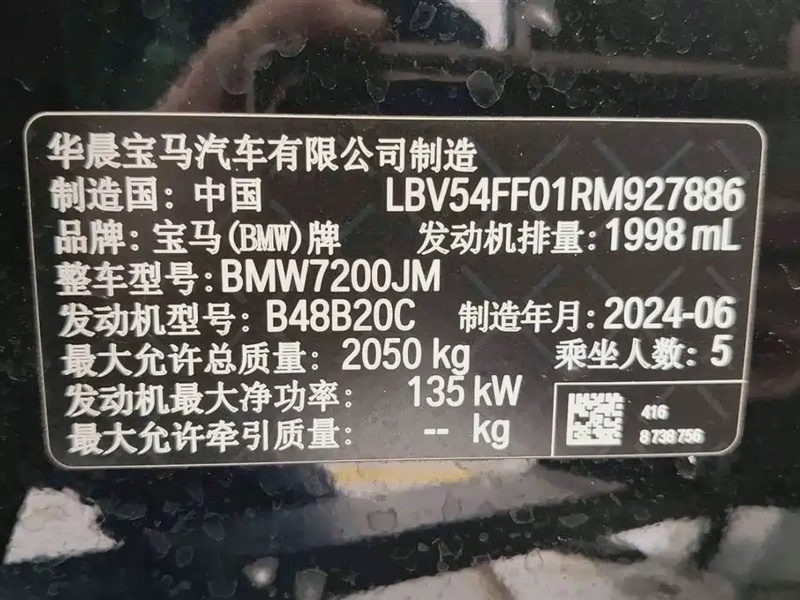 华晨宝马汽车有限公司制造
制造国：中国 LBV54FF01RM927886
品牌：宝马(BMW)牌 发动机排量：1998 mL
整车型号：BMW7200JM
发动机型号：B48B20C 制造年月：2024-06
最大允许总质量：2050 kg 乘坐人数：5
发动机最大净功率：135 kW
最大允许牵引质量：-- kg
416
8 738 756